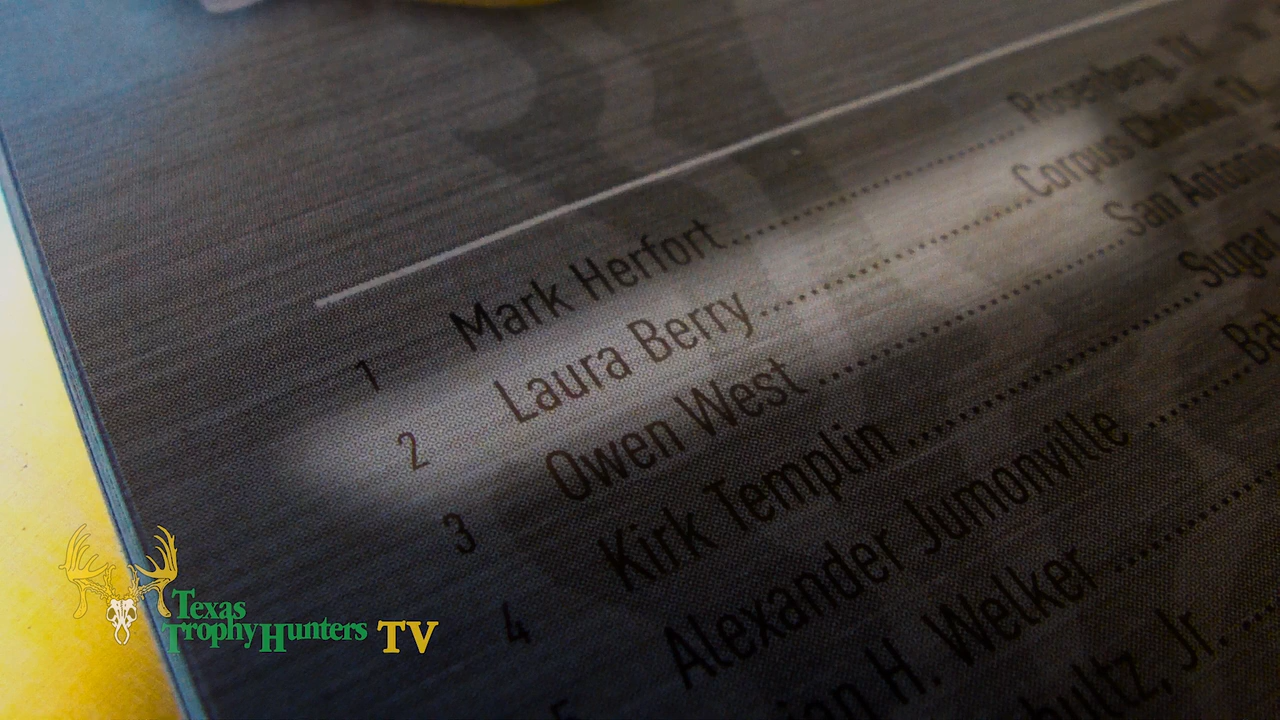 1 Mark Herfort.......................Rosenberg, TX
2 Laura Berry.......................Corpus Christi, TX
3 Owen West.......................San Antonio
4 Kirk Templin.......................Sugar
5 Alexander Jumonville
H. Welker
Jr.
Texas
Trophy Hunters TV